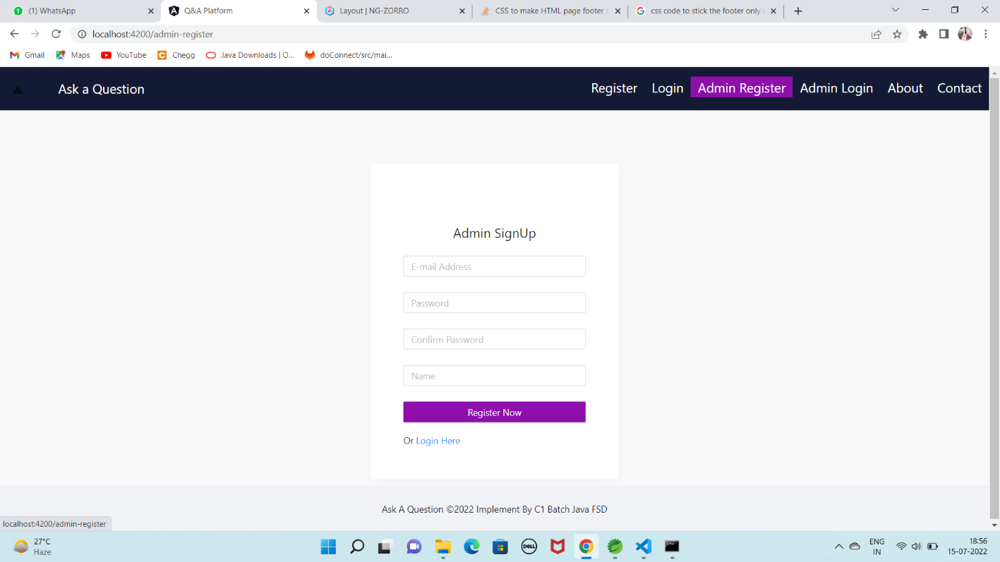 1 (1) WhatsApp
Q&A Platform
Layout | NG-ZORRO
CSS to make HTML page footer s
css code to stick the footer only a
localhost:4200/admin-register
Gmail
Maps
YouTube
Chegg
Java Downloads | O...
doConnect/src/mai...
Ask a Question
Register
Login
Admin Register
Admin Login
About
Contact
Admin SignUp
E-mail Address
Password
Confirm Password
Name
Register Now
Or Login Here
Ask A Question ©2022 Implement By C1 Batch Java FSD
localhost:4200/admin-register
27°C
Haze
DELL
ENG
IN
18:56
15-07-2022